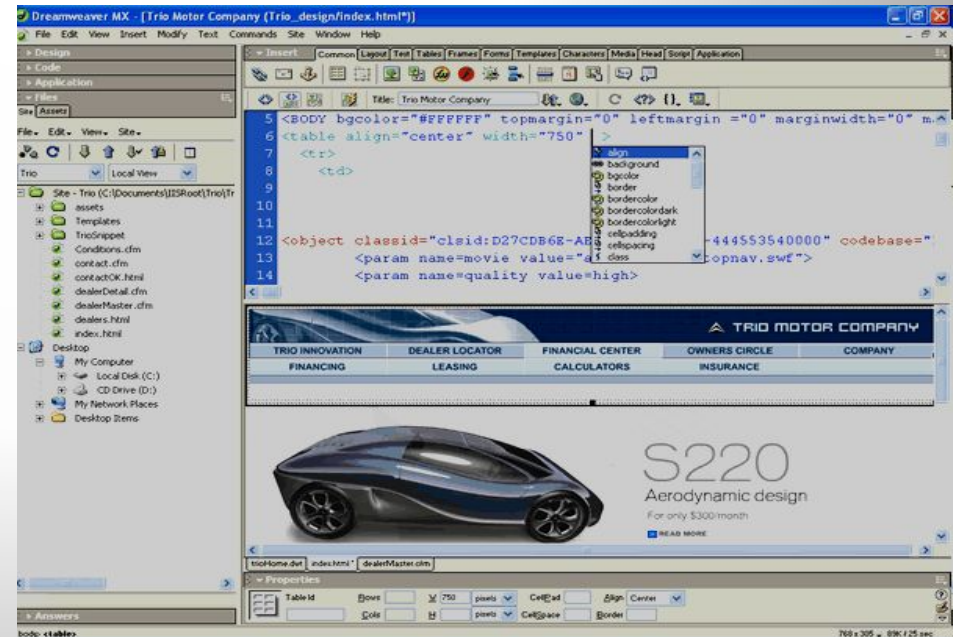 Dreamweaver MX - [Trio Motor Company (Trio_design/index.html*)]
File Edit View Insert Modify Text Commands Site Window Help
Design
Code
Application
Files
Site Assets
File Edit View Site
Trio Local View
Site - Trio (C:\Documents\IISRoot\Trio\Tr
assets
Templates
TrioSnippet
Conditions.cfm
contact.cfm
contactOK.html
dealerDetail.cfm
dealerMaster.cfm
dealers.html
index.html
Desktop
My Computer
Local Disk (C:)
CD Drive (D:)
My Network Places
Desktop Items
Answers
Insert Common Layout Text Tables Frames Forms Templates Characters Media Head Script Application
Title: Trio Motor Company
5 <BODY bgcolor="#FFFFFF" topmargin="0" leftmargin ="0" marginwidth="0" m
6 <table align="center" width="750" >
7 <tr>
8 <td>
9
10
11
12 <object classid="clsid:D27CDB6E-AE -444553540000" codebase="
13 <param name=movie value="a opnav.swf">
14 <param name=quality value=high>
align
background
bgcolor
border
bordercolor
bordercolordark
bordercolorlight
cellpadding
cellspacing
class
TRIO MOTOR COMPANY
TRIO INNOVATION DEALER LOCATOR FINANCIAL CENTER OWNERS CIRCLE COMPANY
FINANCING LEASING CALCULATORS INSURANCE
S220
Aerodynamic design
For only $300/month
READ MORE
trioHome.dwt index.html* dealerMaster.cfm
Properties
Table Id Rows W 750 pixels CellPad Align Center
Cols H pixels CellSpace Border
body <table>
768 x 305 89K / 25 sec